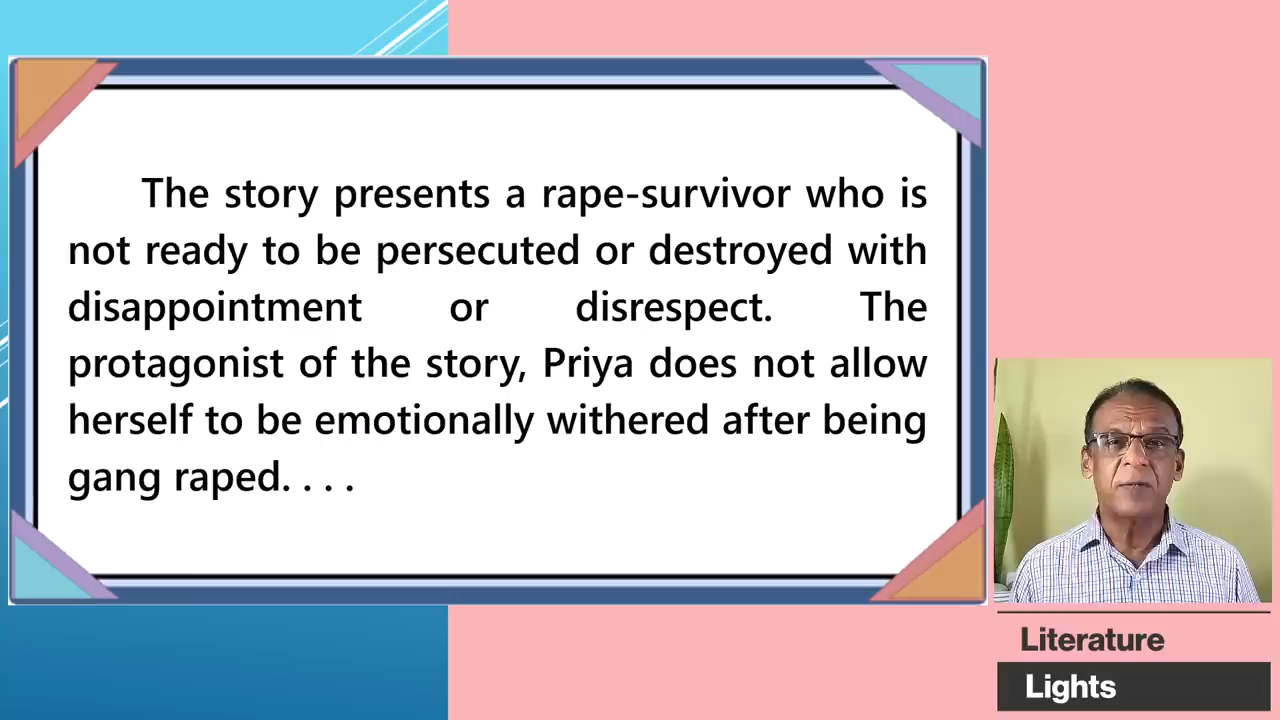 The story presents a rape-survivor who is
not ready to be persecuted or destroyed with
disappointment or disrespect. The
protagonist of the story, Priya does not allow
herself to be emotionally withered after being
gang raped. . . .
Literature
Lights